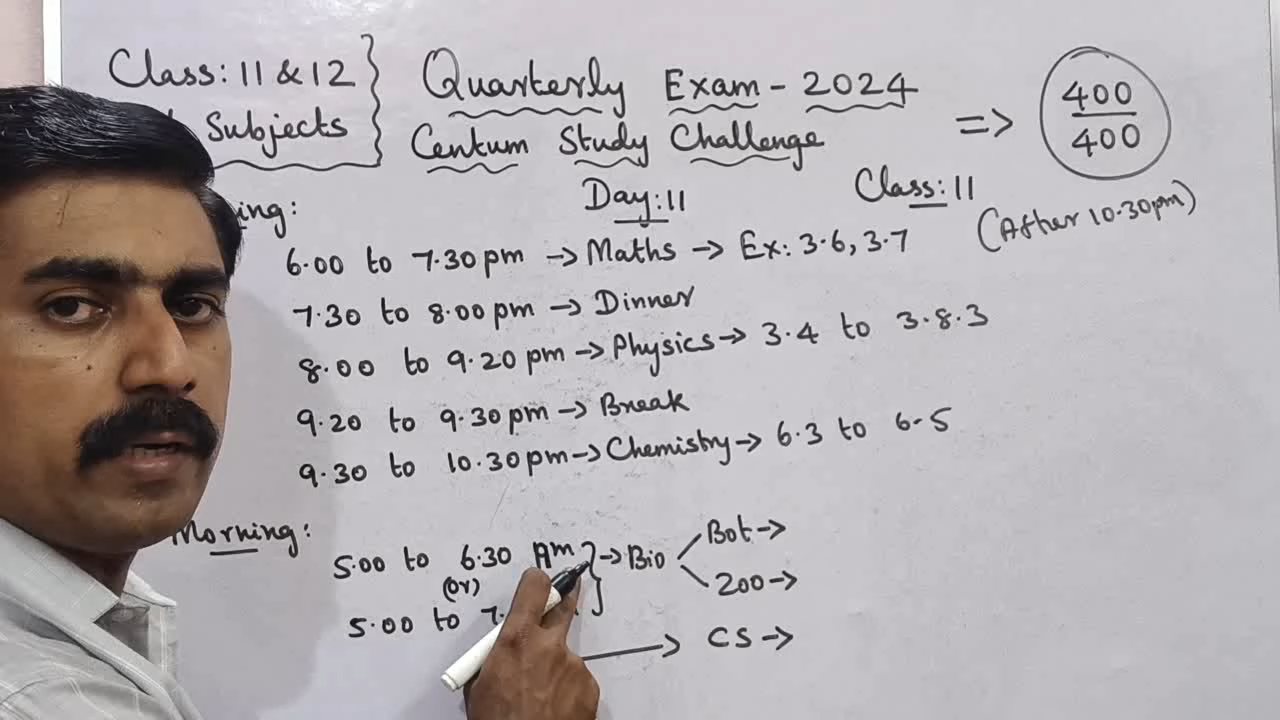 Class: 11 & 12
Subjects
Quarterly Exam - 2024
Centum Study Challenge
=> 400/400
Day: 11
Class: 11
(After 10.30pm)
ing:
6.00 to 7.30 pm -> Maths -> Ex: 3.6, 3.7
7.30 to 8.00 pm -> Dinner
8.00 to 9.20 pm -> Physics -> 3.4 to 3.8.3
9.20 to 9.30 pm -> Break
9.30 to 10.30 pm -> Chemistry -> 6.3 to 6.5
Morning:
5.00 to 6.30 Am } -> Bio
Bot ->
(or)
Zoo ->
5.00 to 7.
-> CS ->